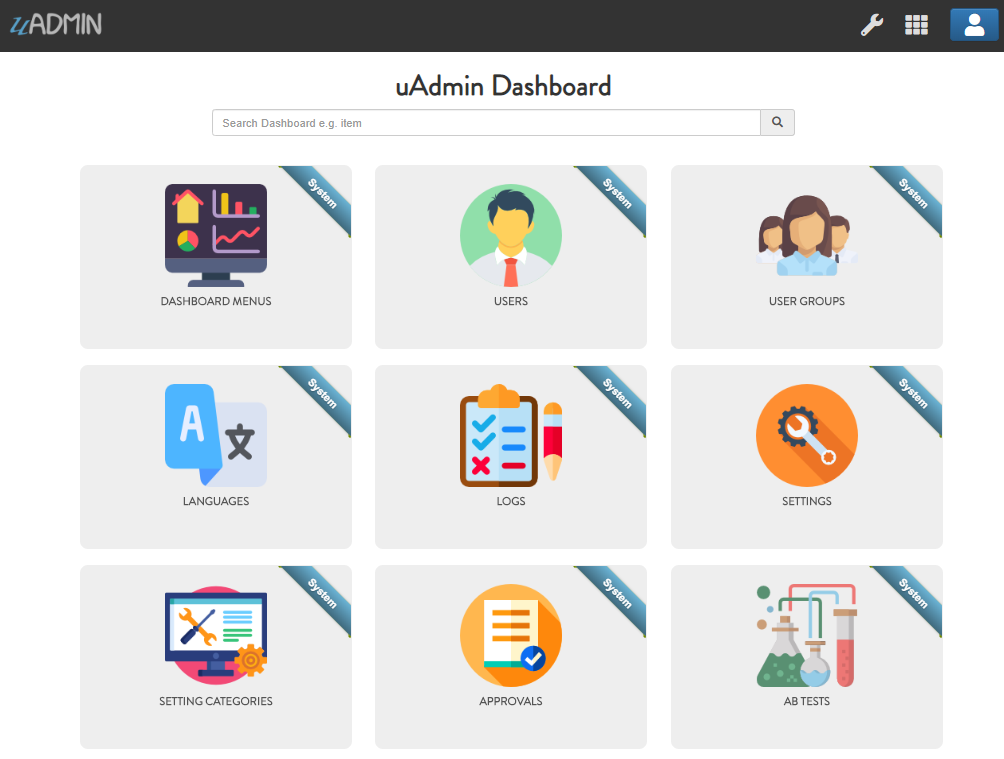 uADMIN
uAdmin Dashboard
Search Dashboard e.g. item
System
DASHBOARD MENUS
System
USERS
System
USER GROUPS
System
A
LANGUAGES
System
LOGS
System
SETTINGS
System
SETTING CATEGORIES
System
APPROVALS
System
AB TESTS